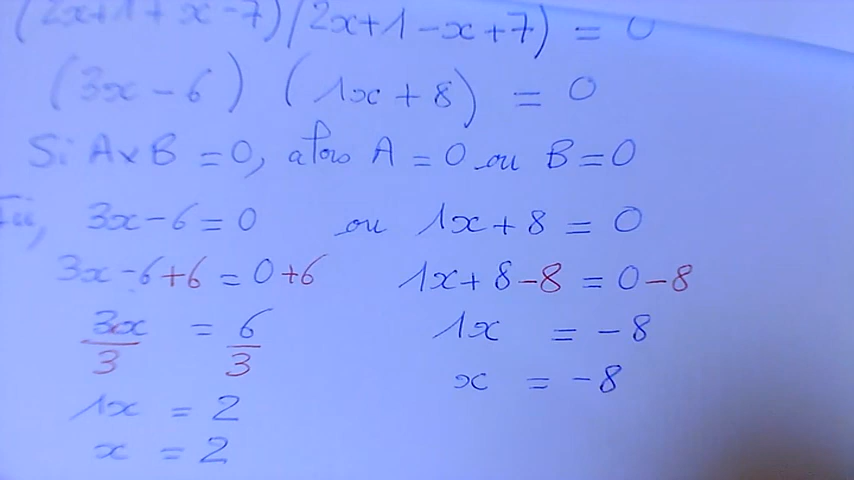 (2x+1+x-7)(2x+1-x+7) = 0
(3x-6) (1x+8) = 0
Si A×B = 0, alors A = 0 ou B = 0
Ici, 3x-6=0 ou 1x+8=0
3x-6+6=0+6 1x+8-8=0-8
3x/3 = 6/3 1x = -8
x = -8
1x = 2
x = 2